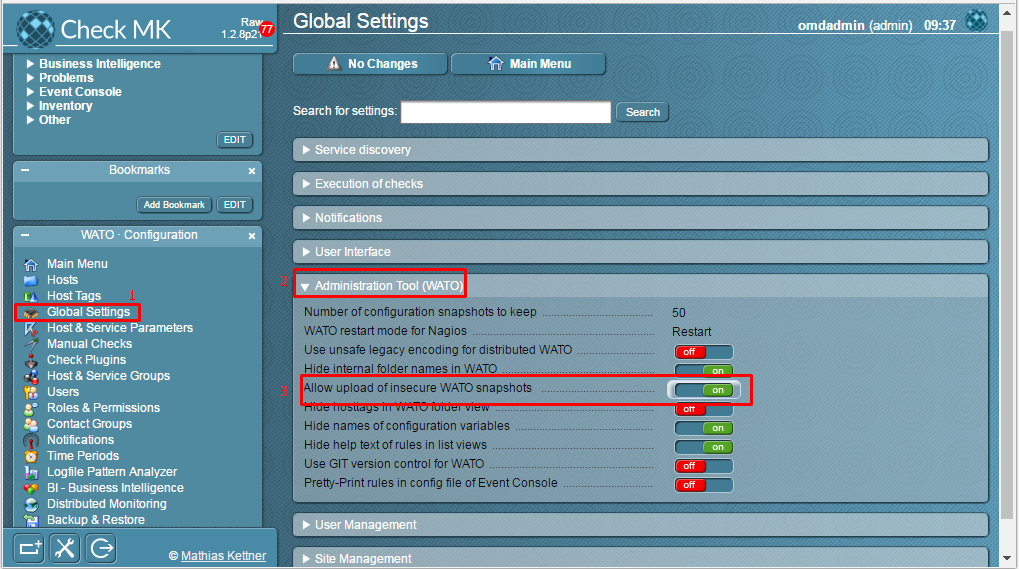 Check MK
Raw
1.2.8p21
77
Business Intelligence
Problems
Event Console
Inventory
Other
EDIT
Bookmarks
Add Bookmark EDIT
WATO · Configuration
Main Menu
Hosts
Host Tags 1
Global Settings
Host & Service Parameters
Manual Checks
Check Plugins
Host & Service Groups
Users
Roles & Permissions
Contact Groups
Notifications
Time Periods
Logfile Pattern Analyzer
BI - Business Intelligence
Distributed Monitoring
Backup & Restore
© Mathias Kettner
Global Settings
omdadmin (admin) 09:37
No Changes Main Menu
Search for settings: Search
Service discovery
Execution of checks
Notifications
User Interface
2 Administration Tool (WATO)
Number of configuration snapshots to keep 50
WATO restart mode for Nagios Restart
Use unsafe legacy encoding for distributed WATO off
Hide internal folder names in WATO on
3 Allow upload of insecure WATO snapshots on
Hide hosttags in WATO folder view off
Hide names of configuration variables on
Hide help text of rules in list views on
Use GIT version control for WATO off
Pretty-Print rules in config file of Event Console off
User Management
Site Management